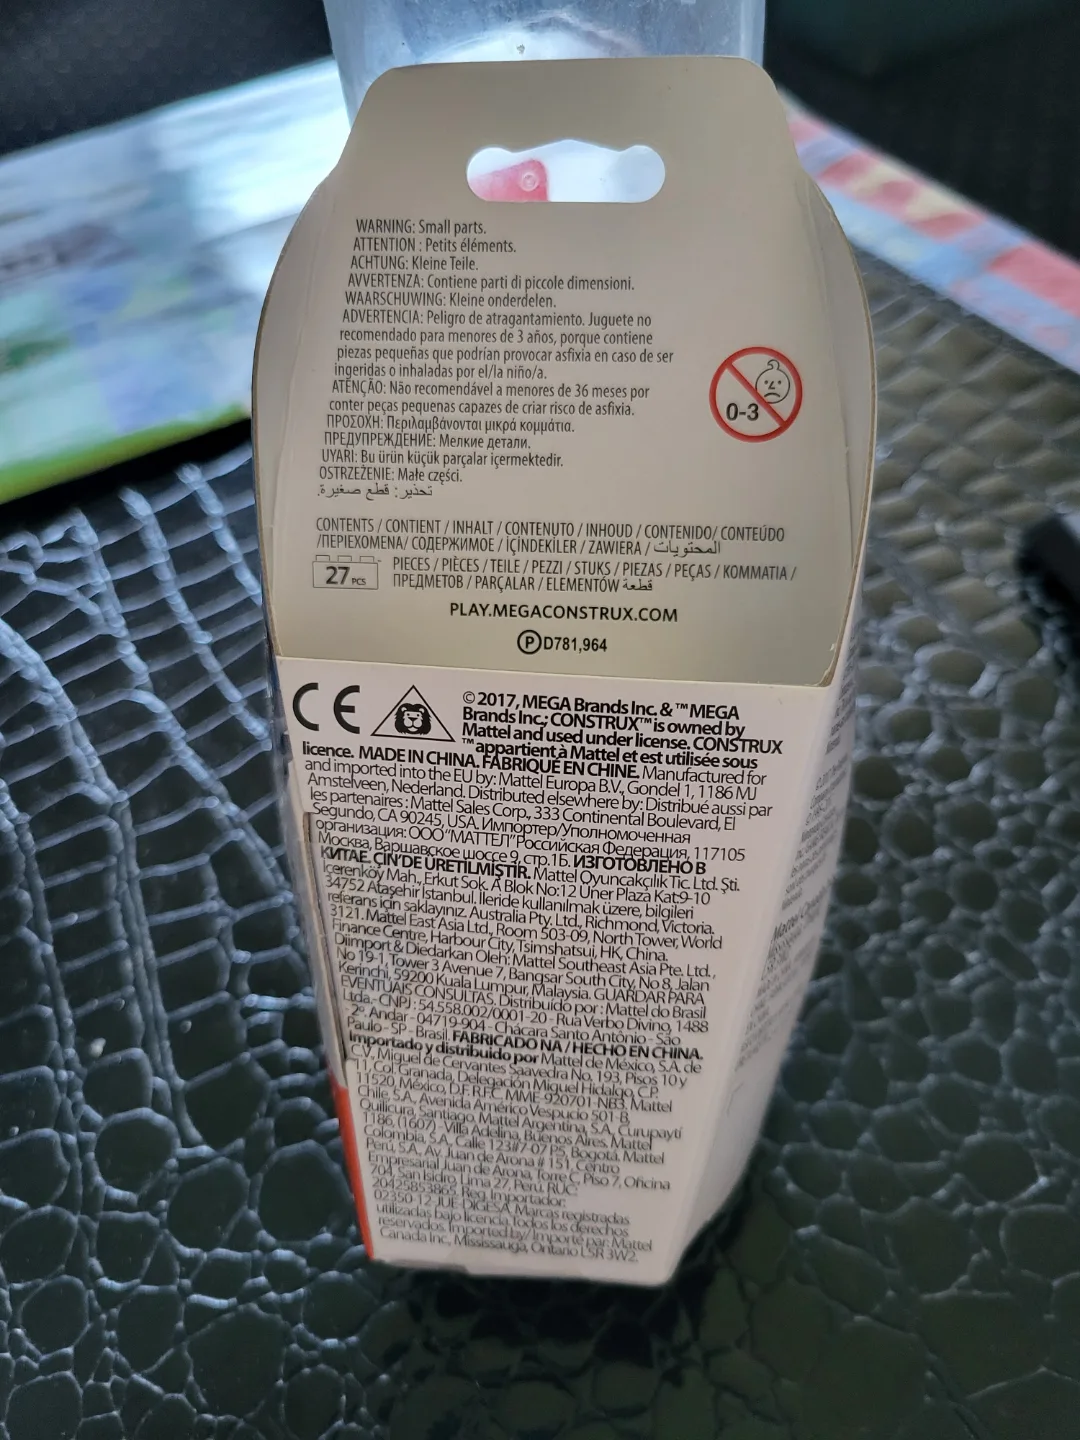 WARNING: Small parts.
ATTENTION : Petits éléments.
ACHTUNG: Kleine Teile.
AVVERTENZA: Contiene parti di piccole dimensioni.
WAARSCHUWING: Kleine onderdelen.
ADVERTENCIA: Peligro de atragantamiento. Juguete no
recomendado para menores de 3 años, porque contiene
piezas pequeñas que podrían provocar asfixia en caso de ser
ingeridas o inhaladas por el/la niño/a.
ATENÇÃO: Não recomendável a menores de 36 meses por
conter peças pequenas capazes de criar risco de asfixia.
ΠΡΟΣΟΧΗ: Περιλαμβάνονται μικρά κομμάτια.
ПРЕДУПРЕЖДЕНИЕ: Мелкие детали.
UYARI: Bu ürün küçük parçalar içermektedir.
OSTRZEŻENIE: Małe części.
تحذير: قطع صغيرة.
0-3
CONTENTS / CONTIENT / INHALT / CONTENUTO / INHOUD / CONTENIDO/ CONTEÚDO
/ΠΕΡΙΕΧΟΜΕΝΑ/ СОДЕРЖИМОЕ / İÇİNDEKİLER / ZAWIERA / المحتويات
27 PCS
PIECES / PIÈCES / TEILE / PEZZI / STUKS / PIEZAS / PEÇAS / ΚΟΜΜΑΤΙΑ /
ПРЕДМЕТОВ / PARÇALAR / ELEMENTÓW قطعة
PLAY.MEGACONSTRUX.COM
Ⓟ D781,964
CE
© 2017, MEGA Brands Inc. & ™ MEGA
Brands Inc.; CONSTRUX™ is owned by
Mattel and used under license. CONSTRUX
™ appartient à Mattel et est utilisée sous
licence. MADE IN CHINA. FABRIQUÉ EN CHINE. Manufactured for
and imported into the EU by: Mattel Europa B.V., Gondel 1, 1186 MJ
Amstelveen, Nederland. Distributed elsewhere by: Distribué aussi par
les partenaires : Mattel Sales Corp., 333 Continental Boulevard, El
Segundo, CA 90245, USA. Импортер/Уполномоченная
организация: ООО "МАТТЕЛ" Российская Федерация, 117105
Москва, Варшавское шоссе 9, стр.1Б. ИЗГОТОВЛЕНО В
КИТАЕ. ÇİN'DE ÜRETİLMİŞTİR. Mattel Oyuncakçılık Tic. Ltd. Şti.
İçerenköy Mah., Erkut Sok. A Blok No:12 Üner Plaza Kat:9-10
34752 Ataşehir İstanbul. İleride kullanılmak üzere, bilgileri
referans için saklayınız. Australia Pty. Ltd., Richmond, Victoria.
3121. Mattel East Asia Ltd., Room 503-09, North Tower, World
Finance Centre, Harbour City, Tsimshatsui, HK, China.
Diimport & Diedarkan Oleh: Mattel Southeast Asia Pte. Ltd.,
No 19-1, Tower 3 Avenue 7, Bangsar South City, No 8, Jalan
Kerinchi, 59200 Kuala Lumpur, Malaysia. GUARDAR PARA
EVENTUAIS CONSULTAS. Distribuído por : Mattel do Brasil
Ltda.- CNPJ : 54.558.002/0001-20 - Rua Verbo Divino, 1488
2º. Andar - 04719-904 - Chácara Santo Antônio - São
Paulo - SP - Brasil. FABRICADO NA / HECHO EN CHINA.
Importado y distribuido por Mattel de México, S.A. de
C.V., Miguel de Cervantes Saavedra No. 193, Pisos 10 y
11, Col. Granada, Delegación Miguel Hidalgo, C.P.
11520, México, D.F. R.F.C. MME-920701-NB3. Mattel
Chile, S.A., Avenida Américo Vespucio 501-B,
Quilicura, Santiago. Mattel Argentina, S.A., Curupaytí
1186, (1607) - Villa Adelina, Buenos Aires. Mattel
Colombia, S.A., Calle 123#7-07 P.5, Bogotá. Mattel
Perú, S.A., Av. Juan de Arona # 151, Centro
Empresarial Juan de Arona, Torre C, Piso 7, Oficina
704, San Isidro, Lima 27, Perú. RUC:
20425853865. Reg. Importador:
02350-12-JUE-DIGESA. Marcas registradas
utilizadas bajo licencia. Todos los derechos
reservados. Imported by/ Importé par: Mattel
Canada Inc., Mississauga, Ontario L5R 3W2.